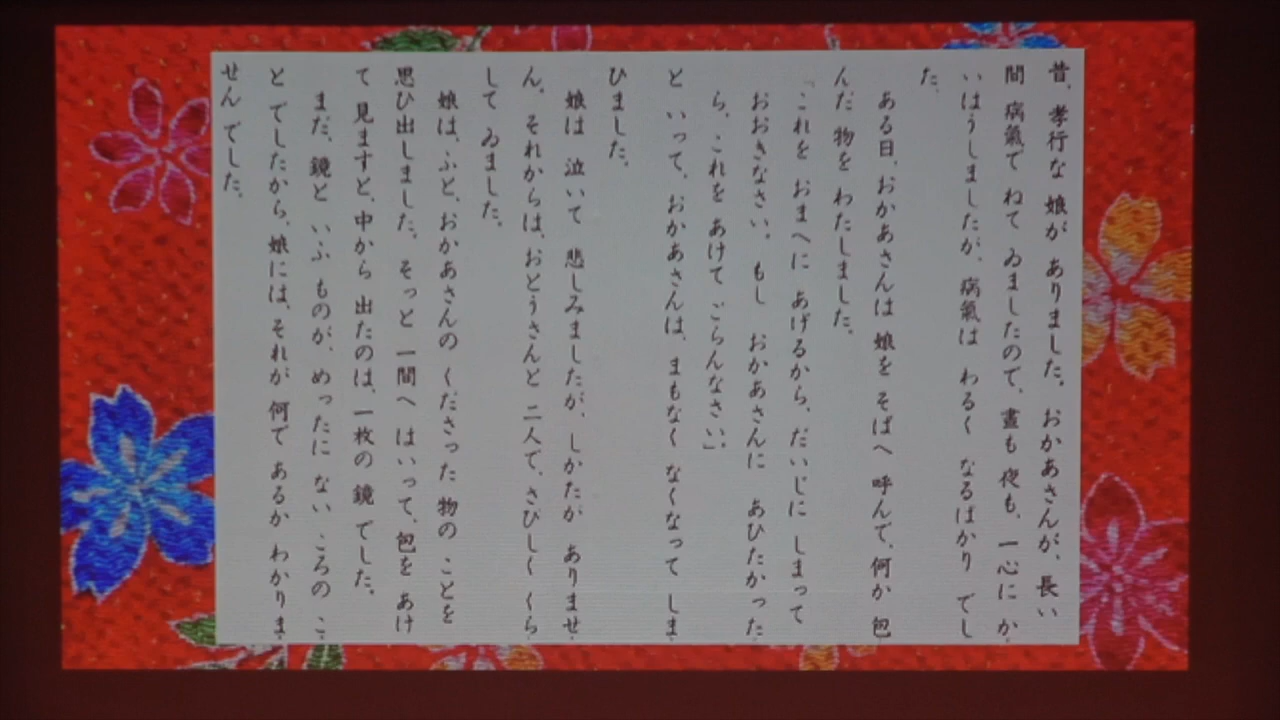 昔、孝行な 娘が ありました。おかあさんが、長い
間 病氣で ねて ゐましたので、晝も 夜も、一心に か
いはうしましたが、病氣は わるく なるばかり でし
た。
ある日、おかあさんは 娘を そばへ 呼んで、何か 包
んだ 物を わたしました。
「これを おまへに あげるから、だいじに しまって
おおきなさい。もし おかあさんに あひたかった
ら、これを あけて ごらんなさい。」
と いって、おかあさんは、まもなく なくなって しま
ひました。
娘は 泣いて 悲しみましたが、しかたが ありませ
ん。それからは、おとうさんと 二人で、さびしく くら
して ゐました。
娘は、ふと、おかあさんの くださった 物の ことを
思ひ出しました。そっと 一間へ はいって、包を あけ
て 見ますと、中から 出たのは、一枚の 鏡 でした。
まだ、鏡と いふ ものが、めったに ない ころの こ
と でしたから、娘には、それが 何で あるか わかりま
せん でした。